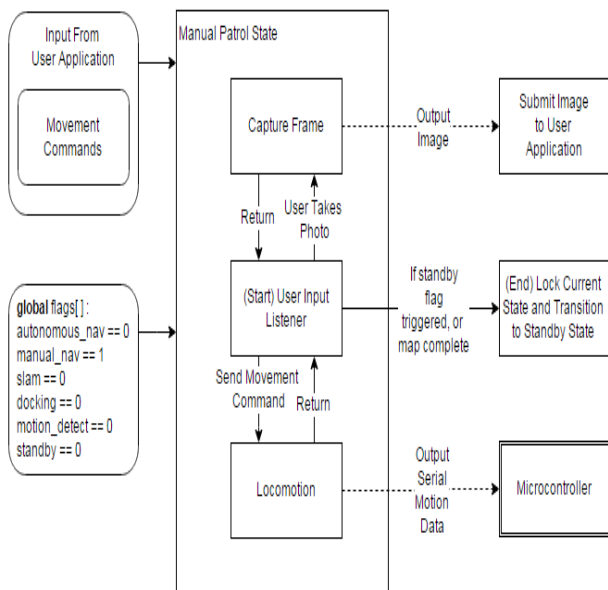 Input From
User Application
Movement
Commands
global flags[ ] :
autonomous_nav == 0
manual_nav == 1
slam == 0
docking == 0
motion_detect == 0
standby == 0
Manual Patrol State
Capture Frame
Return
User Takes
Photo
(Start) User Input
Listener
Send Movement
Command
Return
Locomotion
Output
Image
Submit Image
to User
Application
If standby
flag
triggered, or
map complete
(End) Lock Current
State and Transition
to Standby State
Output
Serial
Motion
Data
Microcontroller